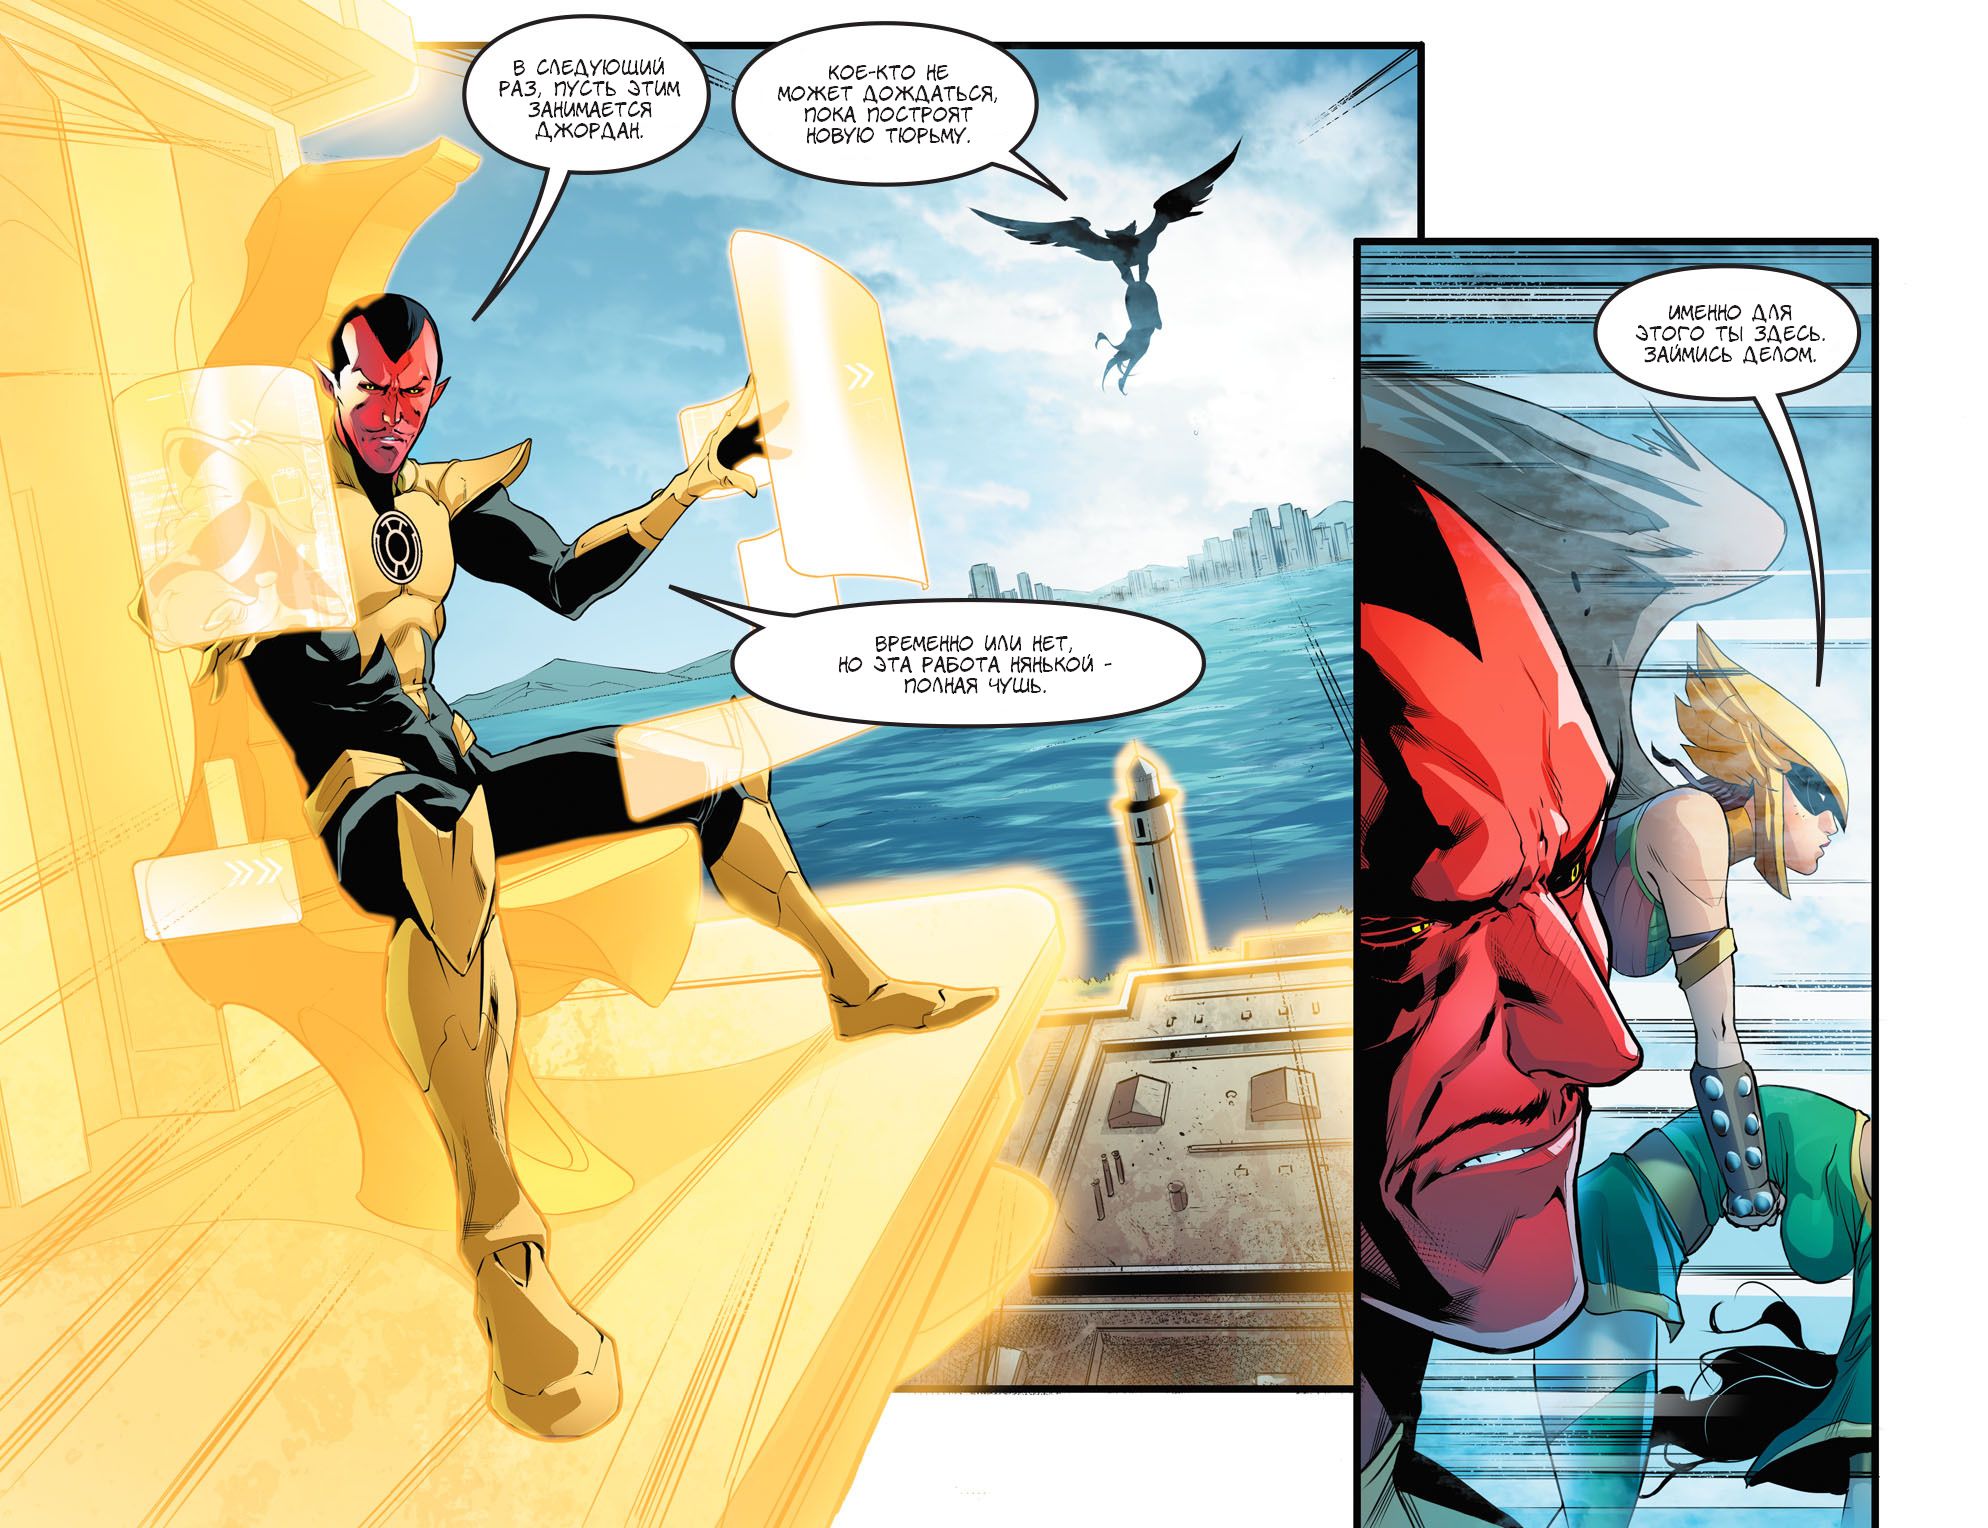 В СЛЕДУЮЩИЙ
РАЗ, ПУСТЬ ЭТИМ
ЗАНИМАЕТСЯ
ДЖОРДАН.
КОЕ-КТО НЕ
МОЖЕТ ДОЖДАТЬСЯ,
ПОКА ПОСТРОЯТ
НОВУЮ ТЮРЬМУ.
ВРЕМЕННО ИЛИ НЕТ,
НО ЭТА РАБОТА НЯНЬКОЙ -
ПОЛНАЯ ЧУШЬ.
ИМЕННО ДЛЯ
ЭТОГО ТЫ ЗДЕСЬ.
ЗАЙМИСЬ ДЕЛОМ.